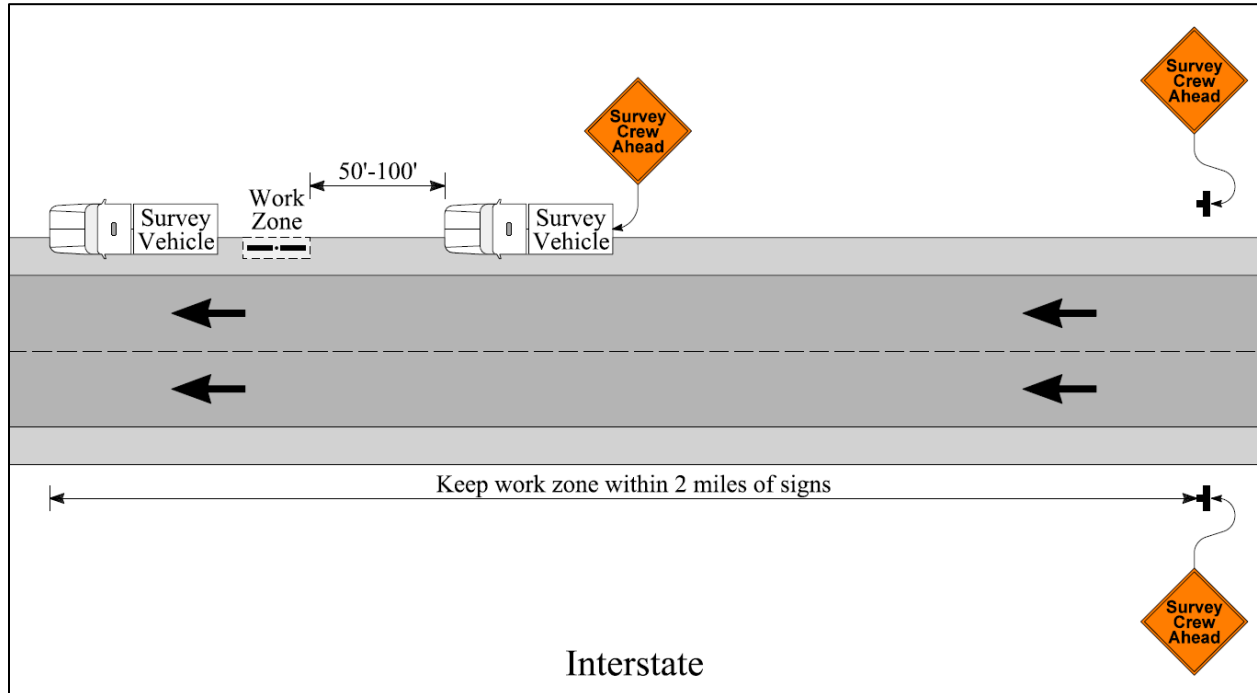 Survey
Crew
Ahead
Survey
Crew
Ahead
50'-100'
Work
Zone
Survey
Vehicle
Survey
Vehicle
Keep work zone within 2 miles of signs
Survey
Crew
Ahead
Interstate